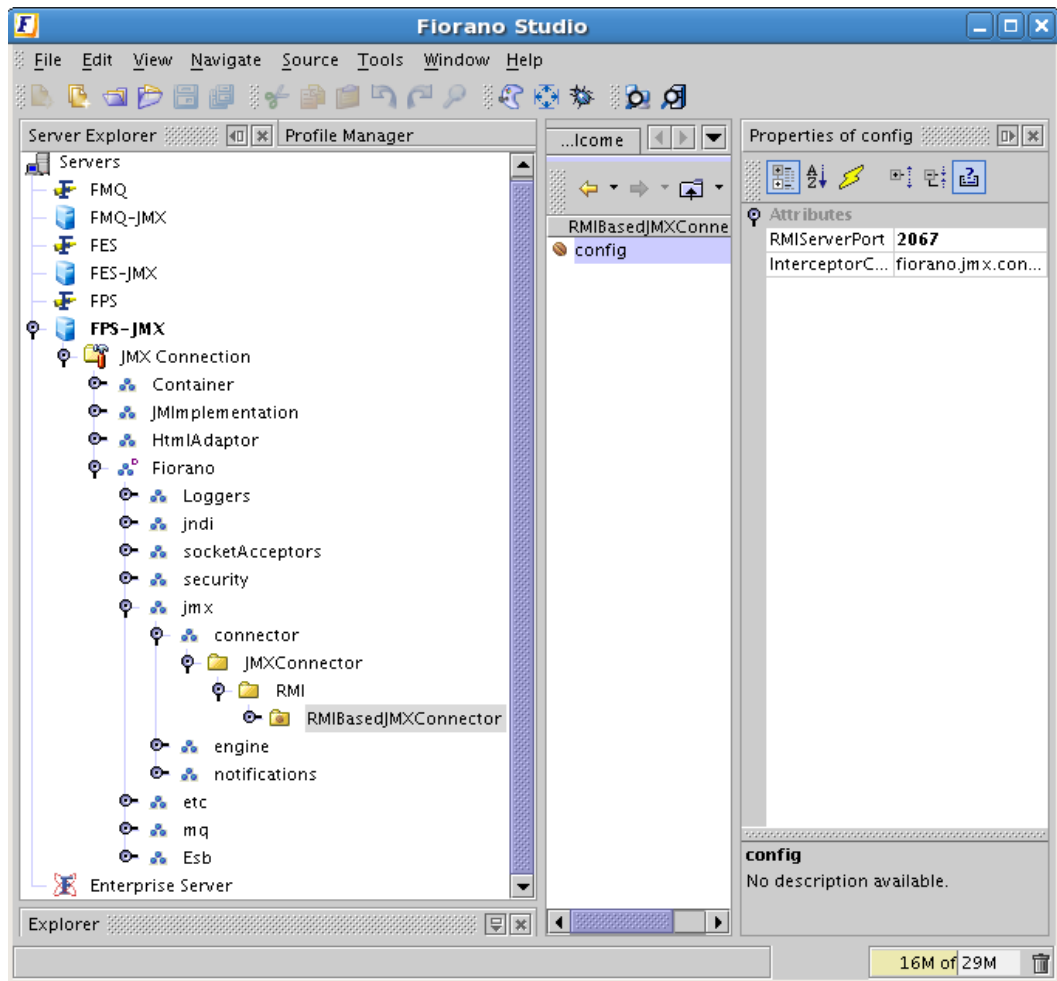 Fiorano Studio
File Edit View Navigate Source Tools Window Help
Server Explorer Profile Manager
Servers
FMQ
FMQ-JMX
FES
FES-JMX
FPS
FPS-JMX
JMX Connection
Container
JMImplementation
HtmlAdaptor
Fiorano
Loggers
jndi
socketAcceptors
security
jmx
connector
JMXConnector
RMI
RMIBasedJMXConnector
engine
notifications
etc
mq
Esb
Enterprise Server
Explorer
...lcome
RMIBasedJMXConne
config
Properties of config
Attributes
RMIServerPort 2067
InterceptorC... fiorano.jmx.con...
config
No description available.
16M of 29M